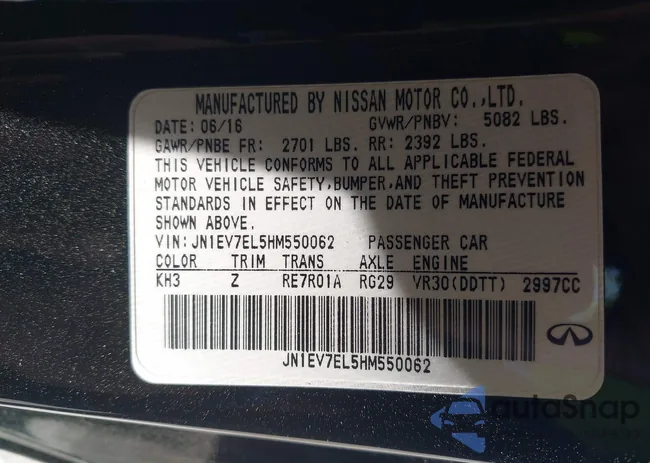 MANUFACTURED BY NISSAN MOTOR CO.,LTD.
DATE: 06/16 GVWR/PNBV: 5082 LBS.
GAWR/PNBE FR: 2701 LBS. RR: 2392 LBS.
THIS VEHICLE CONFORMS TO ALL APPLICABLE FEDERAL
MOTOR VEHICLE SAFETY,BUMPER,AND THEFT PREVENTION
STANDARDS IN EFFECT ON THE DATE OF MANUFACTURE
SHOWN ABOVE.
VIN: JN1EV7EL5HM550062 PASSENGER CAR
COLOR TRIM TRANS AXLE ENGINE
KH3 Z RE7R01A RG29 VR30(DDTT) 2997CC
JN1EV7EL5HM550062
autoSnap